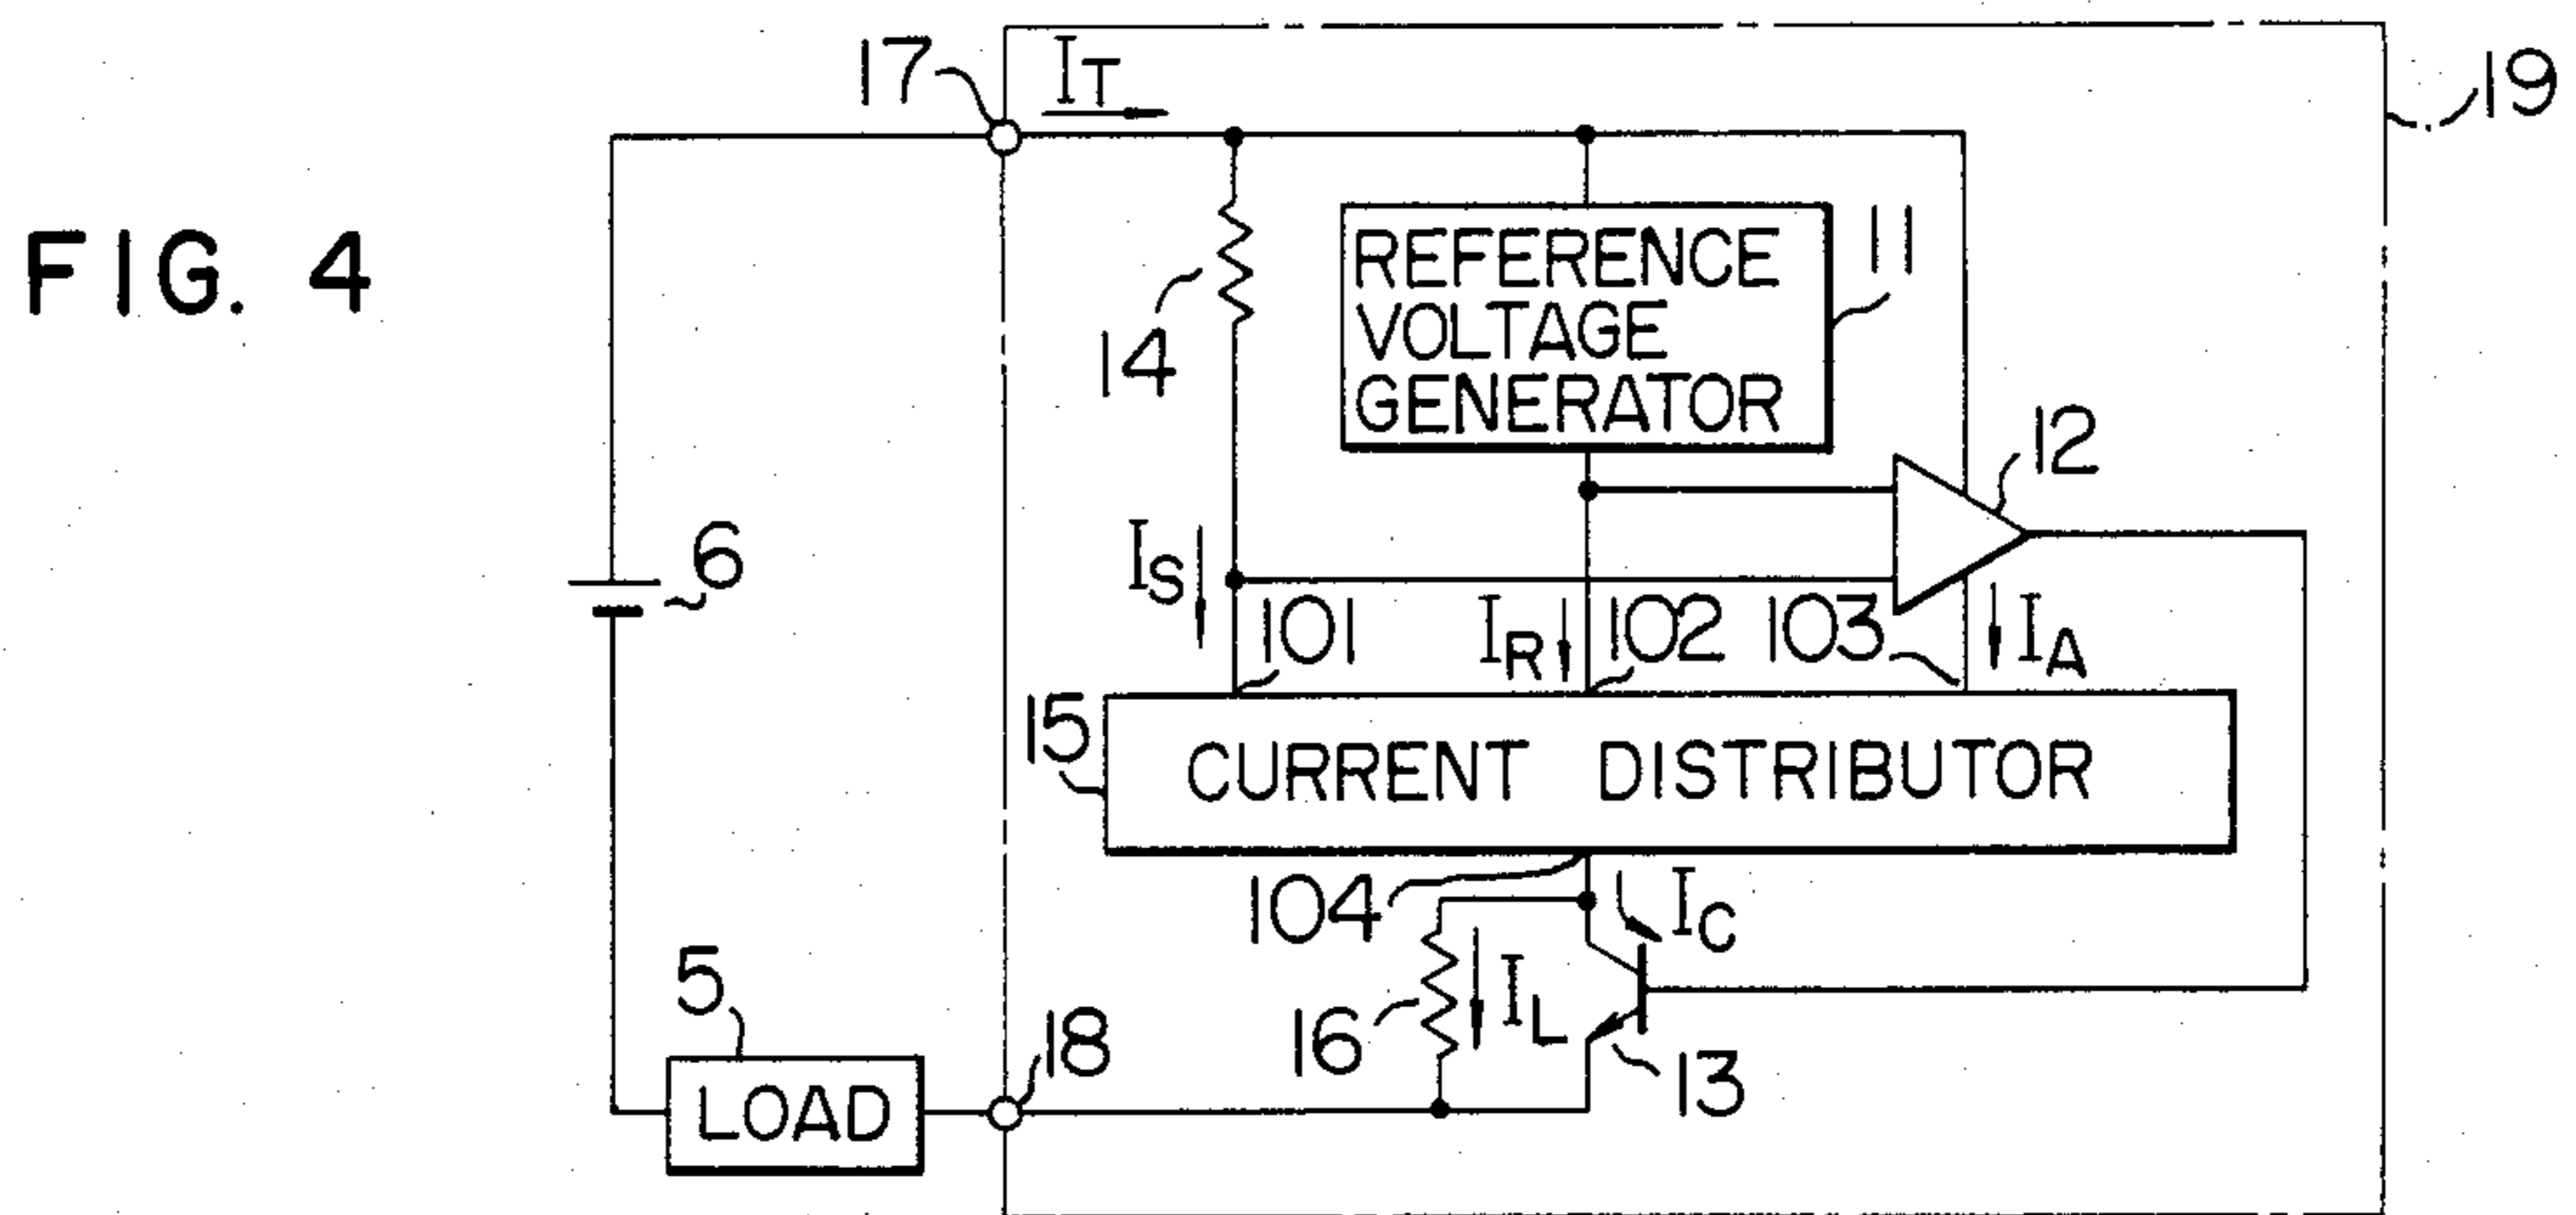 FIG. 4
17
IT
19
REFERENCE
VOLTAGE
GENERATOR
11
14
12
6
IS
101
IR
102
103
IA
15
CURRENT DISTRIBUTOR
104
IC
16
IL
13
5
LOAD
18